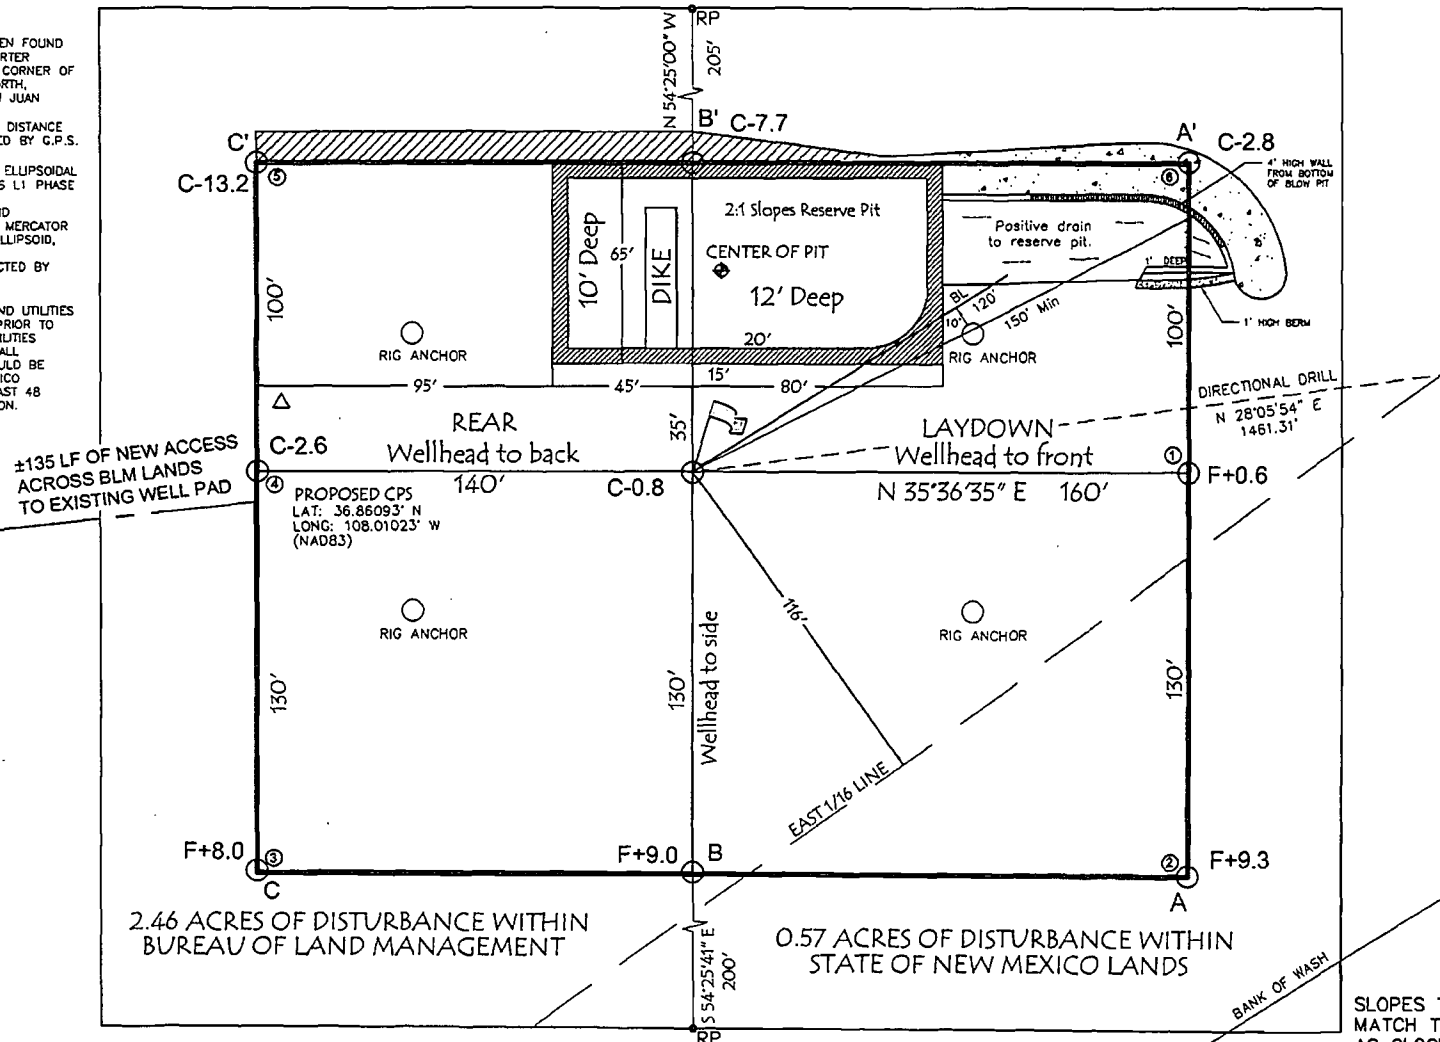 EN FOUND
RTER
CORNER OF
RTH,
JUAN
DISTANCE
ED BY G.P.S.
ELLIPSOIDAL
S L1 PHASE
ND
MERCATOR
LLIPSOID,
CTED BY
ND UTILITIES
PRIOR TO
ILITIES
ALL
ULD BE
ICO
AST 48
ON.
RP
N 54°25'00" W
205'
B'
C-7.7
C'
C-13.2
⑤
A'
C-2.8
⑥
4' HIGH WALL
FROM BOTTOM
OF BLOW PIT
2:1 Slopes Reserve Pit
10' Deep
65'
DIKE
CENTER OF PIT
12' Deep
20'
Positive drain
to reserve pit.
1' DEEP
1' HIGH BERM
BL
10'
120'
150' Min
100'
100'
RIG ANCHOR
RIG ANCHOR
95'
45'
15'
80'
35'
REAR
Wellhead to back
140'
LAYDOWN
Wellhead to front
N 35°36'35" E 160'
DIRECTIONAL DRILL
N 28°05'54" E
1461.31'
±135 LF OF NEW ACCESS
ACROSS BLM LANDS
TO EXISTING WELL PAD
C-2.6
④
C-0.8
①
F+0.6
PROPOSED CPS
LAT: 36.86093° N
LONG: 108.01023° W
(NAD83)
RIG ANCHOR
RIG ANCHOR
116'
130'
130'
Wellhead to side
130'
EAST 1/16 LINE
F+8.0
③
C
F+9.0
B
②
F+9.3
A
2.46 ACRES OF DISTURBANCE WITHIN
BUREAU OF LAND MANAGEMENT
0.57 ACRES OF DISTURBANCE WITHIN
STATE OF NEW MEXICO LANDS
S 54°25'41" E
200'
RP
BANK OF WASH
SLOPES
MATCH